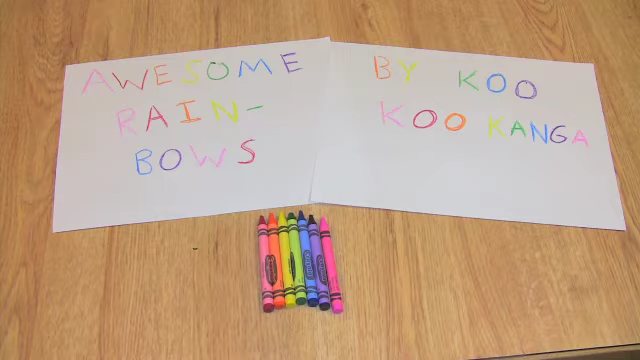 AWESOME
RAIN-
BOWS
BY KOO
KOO KANGA